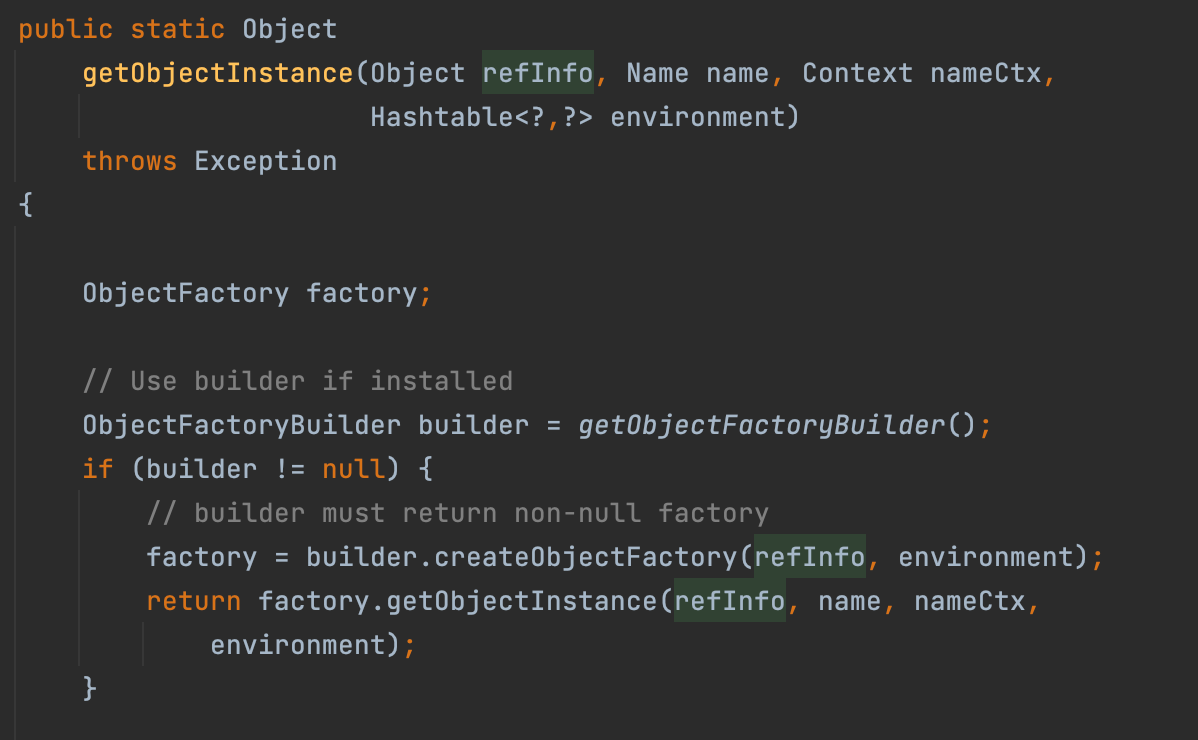 public static Object
    getObjectInstance(Object refInfo, Name name, Context nameCtx,
                      Hashtable<?,?> environment)
    throws Exception
{
    ObjectFactory factory;
    // Use builder if installed
    ObjectFactoryBuilder builder = getObjectFactoryBuilder();
    if (builder != null) {
        // builder must return non-null factory
        factory = builder.createObjectFactory(refInfo, environment);
        return factory.getObjectInstance(refInfo, name, nameCtx,
            environment);
    }